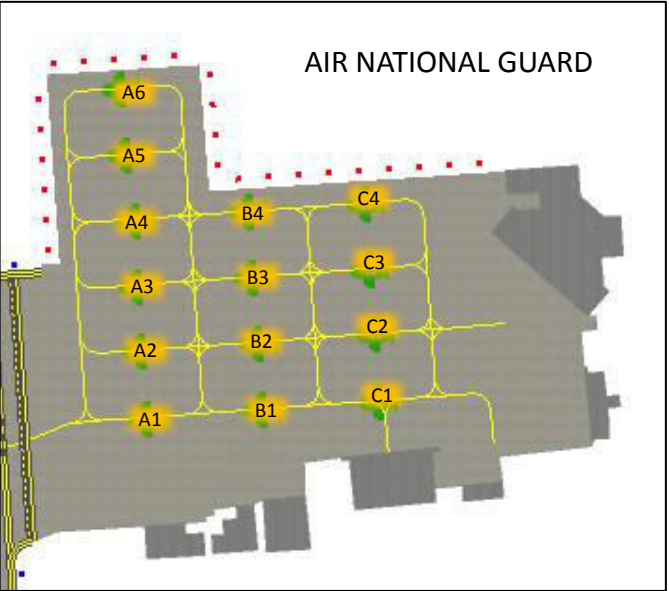 AIR NATIONAL GUARD
A6
A5
A4 B4 C4
A3 B3 C3
A2 B2 C2
A1 B1 C1